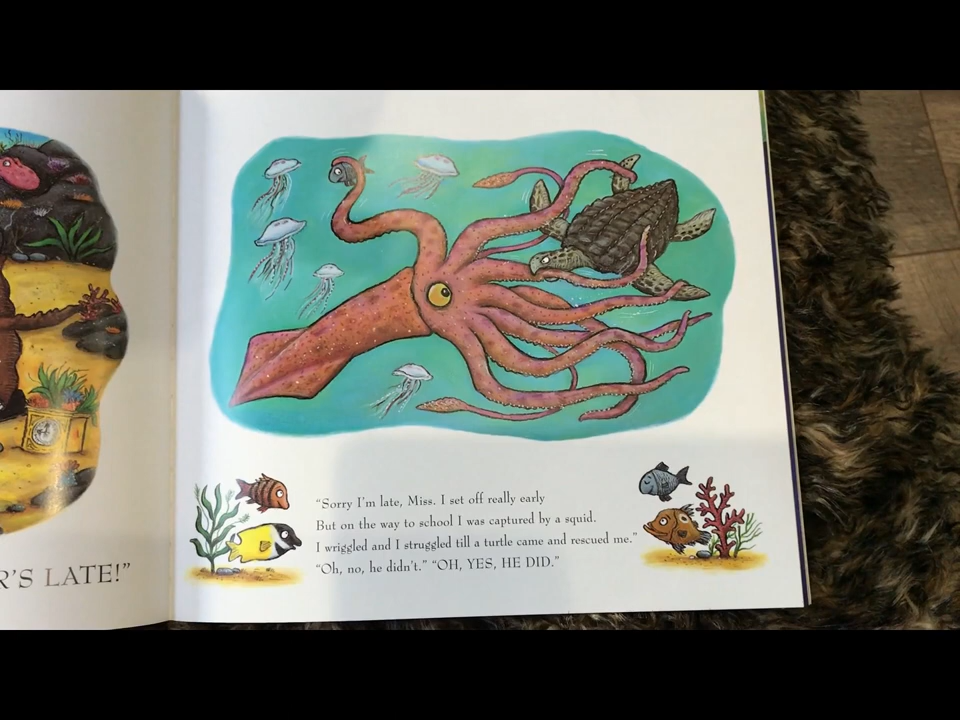 R'S LATE!"
"Sorry I'm late, Miss. I set off really early
But on the way to school I was captured by a squid.
I wriggled and I struggled till a turtle came and rescued me."
"Oh, no, he didn't." "OH, YES, HE DID."